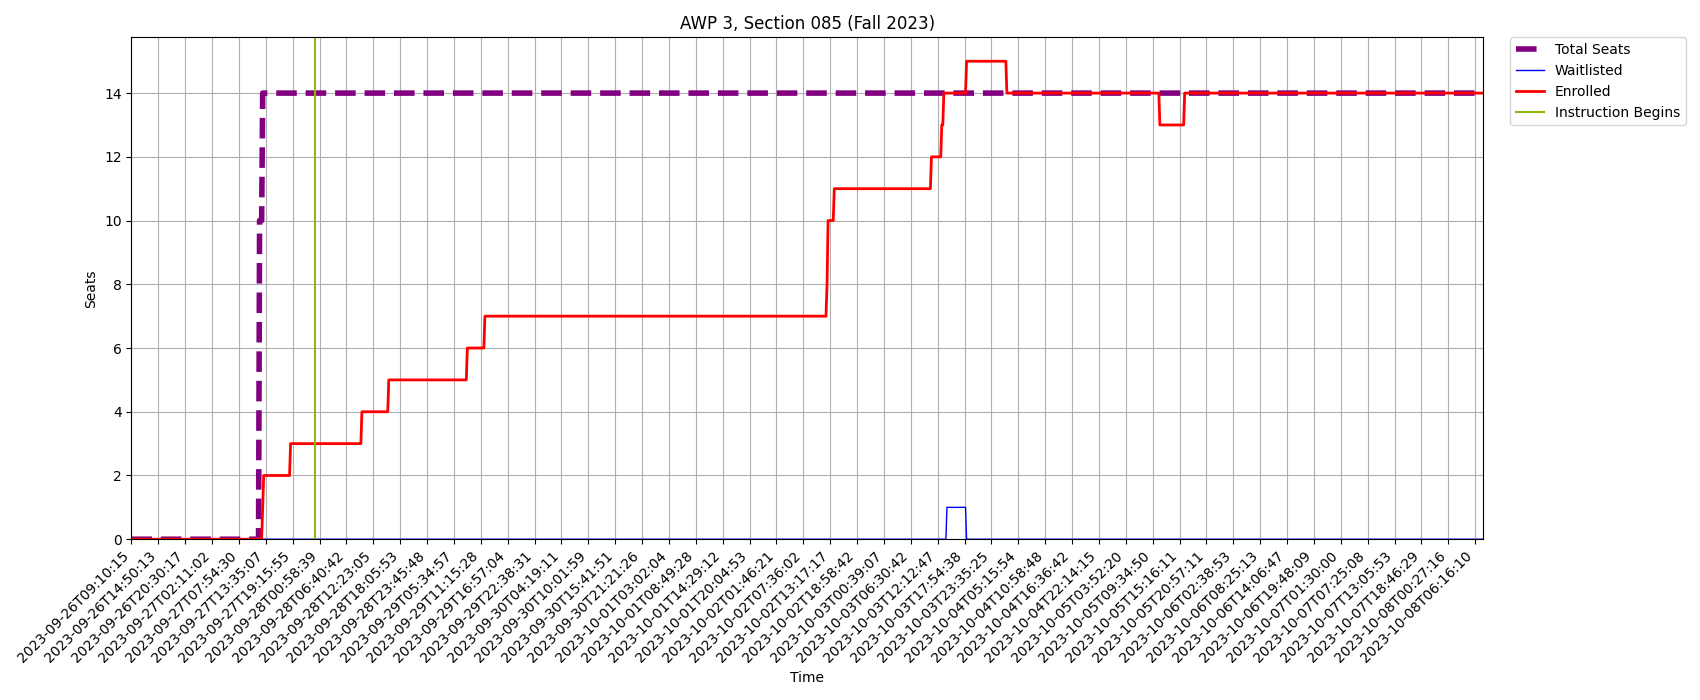 AWP 3, Section 085 (Fall 2023)
Total Seats
Waitlisted
Enrolled
Instruction Begins
Seats
14
12
10
8
6
4
2
0
2023-09-26T09:10:15
2023-09-26T14:50:13
2023-09-26T20:30:17
2023-09-27T02:11:02
2023-09-27T07:54:30
2023-09-27T13:35:07
2023-09-27T19:15:55
2023-09-28T00:58:39
2023-09-28T06:40:42
2023-09-28T12:23:05
2023-09-28T18:05:53
2023-09-28T23:45:48
2023-09-29T05:34:57
2023-09-29T11:15:28
2023-09-29T16:57:04
2023-09-29T22:38:31
2023-09-30T04:19:11
2023-09-30T10:01:59
2023-09-30T15:41:51
2023-09-30T21:21:26
2023-10-01T03:02:04
2023-10-01T08:49:28
2023-10-01T14:29:12
2023-10-01T20:04:53
2023-10-02T01:46:21
2023-10-02T07:36:02
2023-10-02T13:17:17
2023-10-02T18:58:42
2023-10-03T00:39:07
2023-10-03T06:30:42
2023-10-03T12:12:47
2023-10-03T17:54:38
2023-10-03T23:35:25
2023-10-04T05:15:54
2023-10-04T10:58:48
2023-10-04T16:36:42
2023-10-04T22:14:15
2023-10-05T03:52:20
2023-10-05T09:34:50
2023-10-05T15:16:11
2023-10-05T20:57:11
2023-10-06T02:38:53
2023-10-06T08:25:13
2023-10-06T14:06:47
2023-10-06T19:48:09
2023-10-07T01:30:00
2023-10-07T07:25:08
2023-10-07T13:05:53
2023-10-07T18:46:29
2023-10-08T00:27:16
2023-10-08T06:16:10
Time